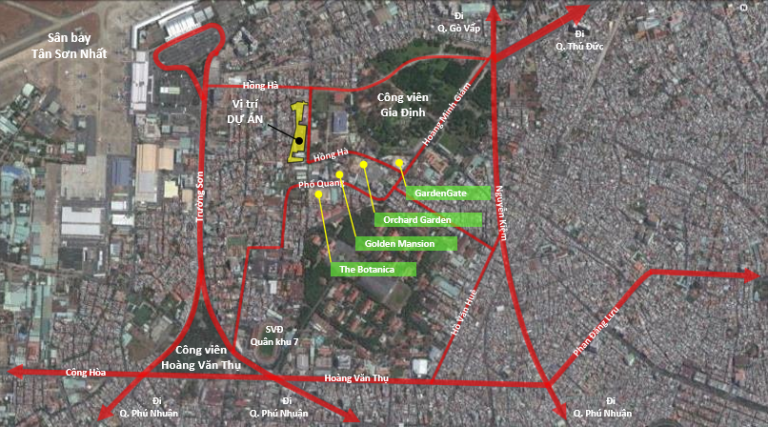 Đi
Q. Gò Vấp
Đi
Q. Thủ Đức
Sân bay
Tân Sơn Nhất
Hồng Hà
Vị trí
DỰ ÁN
Công viên
Gia Định
Hoàng Minh Giám
Hồng Hà
Phổ Quang
GardenGate
Trường Sơn
Nguyễn Kiệm
Orchard Garden
Golden Mansion
The Botanica
Hồ Văn Huê
Phan Đăng Lưu
SVĐ
Quân khu 7
Công viên
Hoàng Văn Thụ
Cộng Hòa
Hoàng Văn Thụ
Đi
Q. Phú Nhuận
Đi
Q. Phú Nhuận
Đi
Q. Phú Nhuận